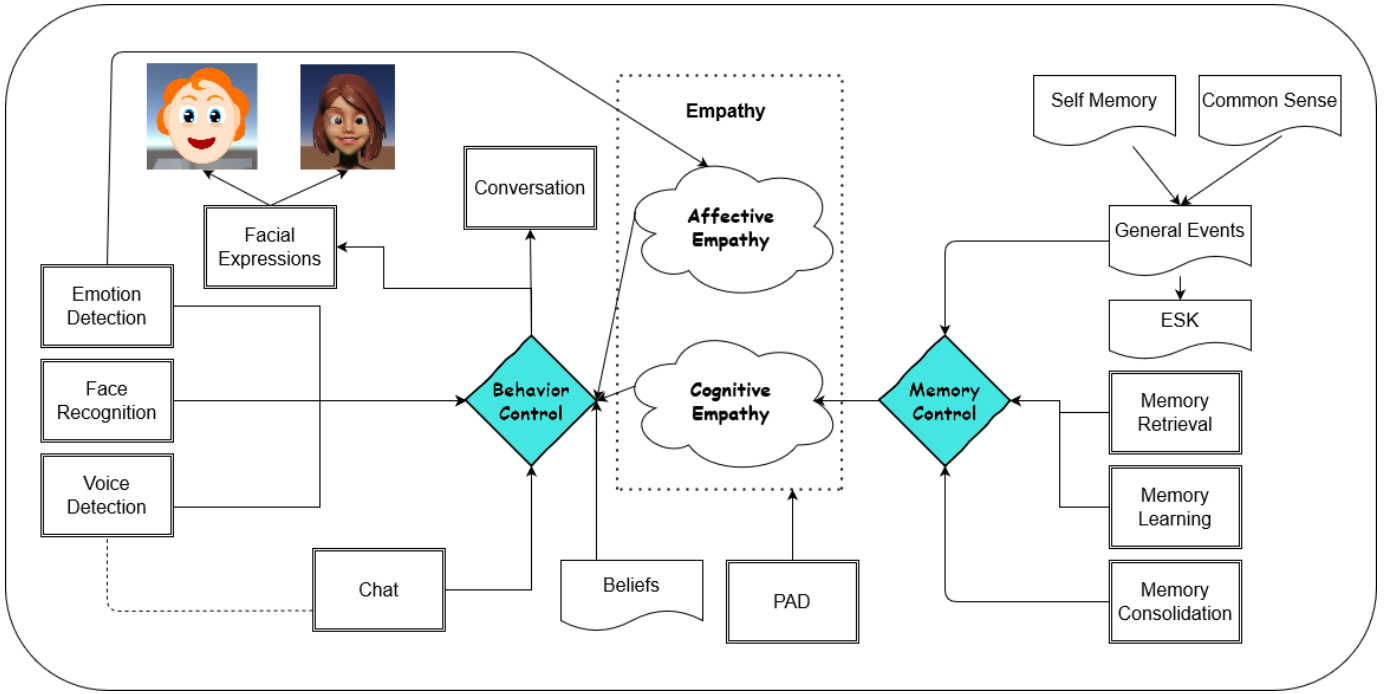 Empathy
Self Memory
Common Sense
Conversation
Affective
Empathy
Facial
Expressions
General Events
Emotion
Detection
ESK
Face
Recognition
Behavior
Control
Cognitive
Empathy
Memory
Control
Memory
Retrieval
Voice
Detection
Memory
Learning
Chat
Beliefs
PAD
Memory
Consolidation